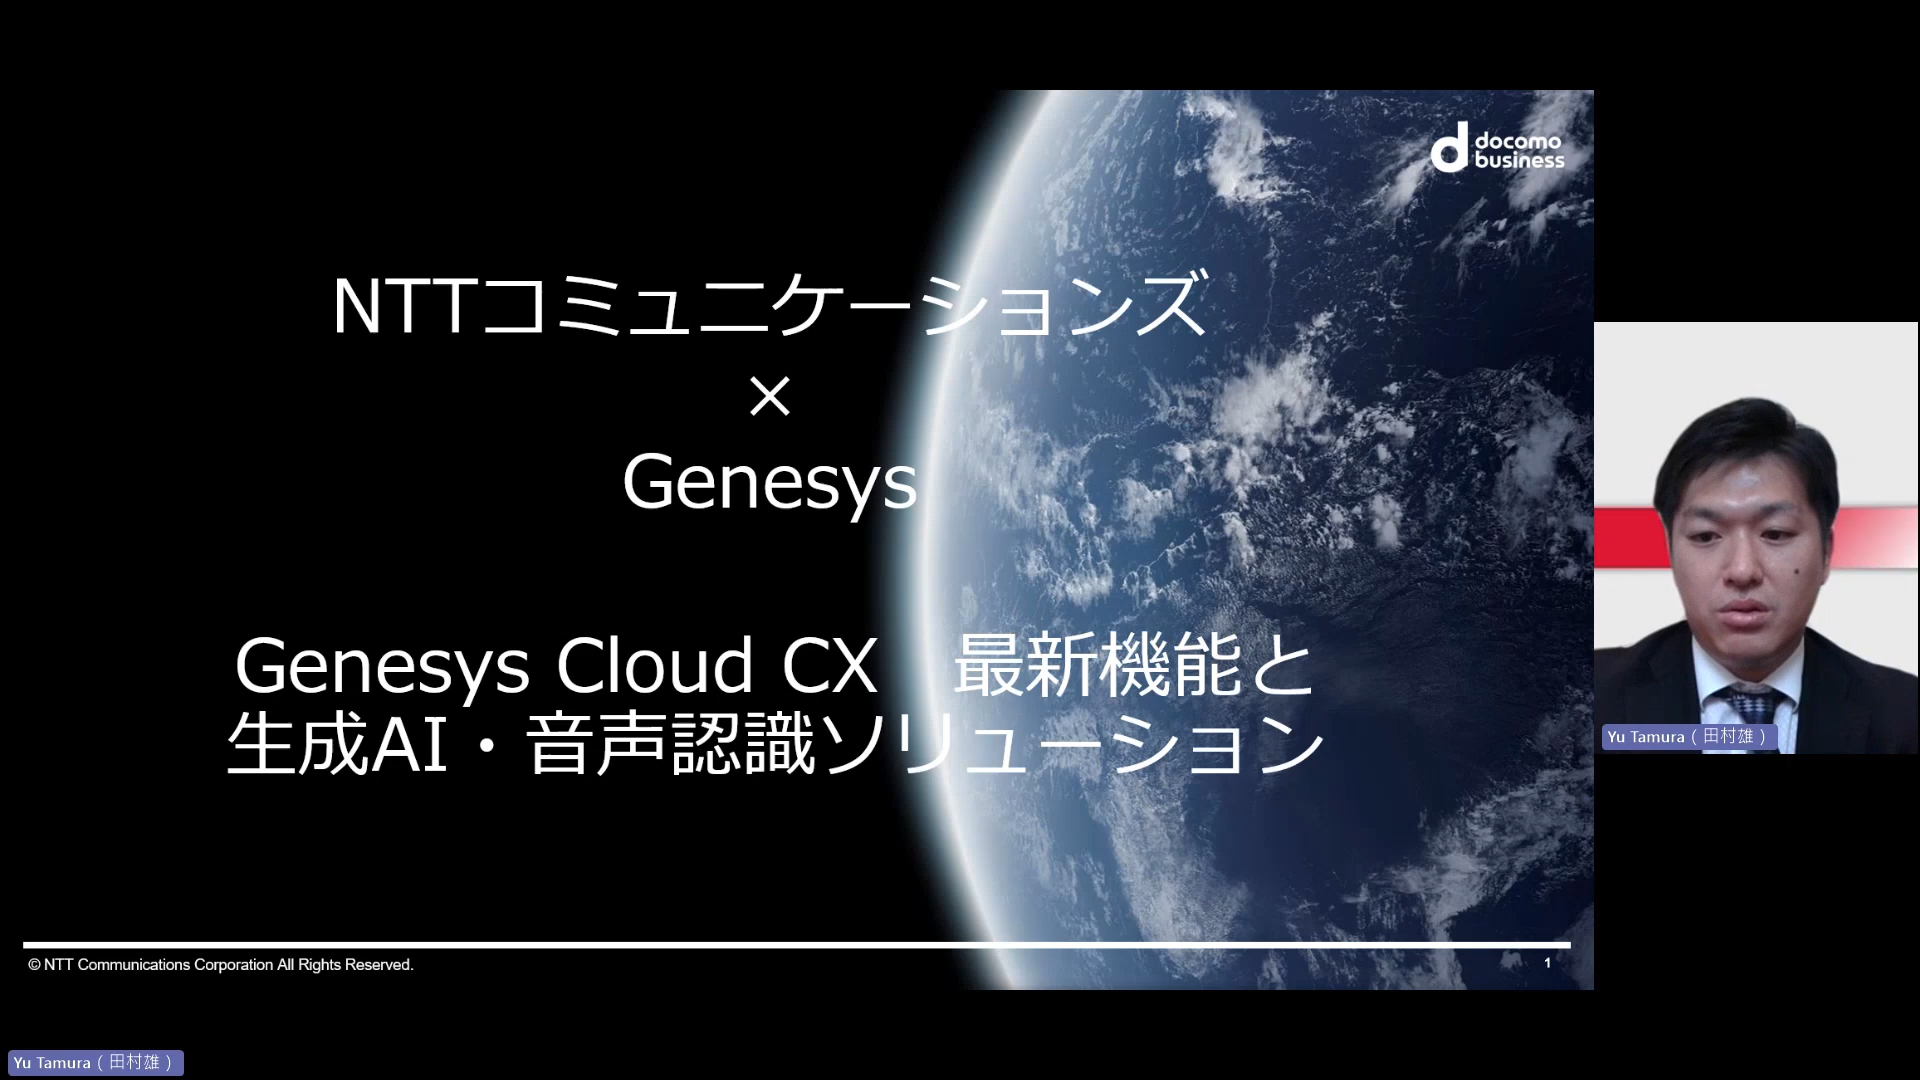 docomo
business
NTTコミュニケーションズ
×
Genesys
Genesys Cloud CX　最新機能と
生成AI・音声認識ソリューション
© NTT Communications Corporation All Rights Reserved.
1
Yu Tamura ( 田村雄 )
Yu Tamura ( 田村雄 )